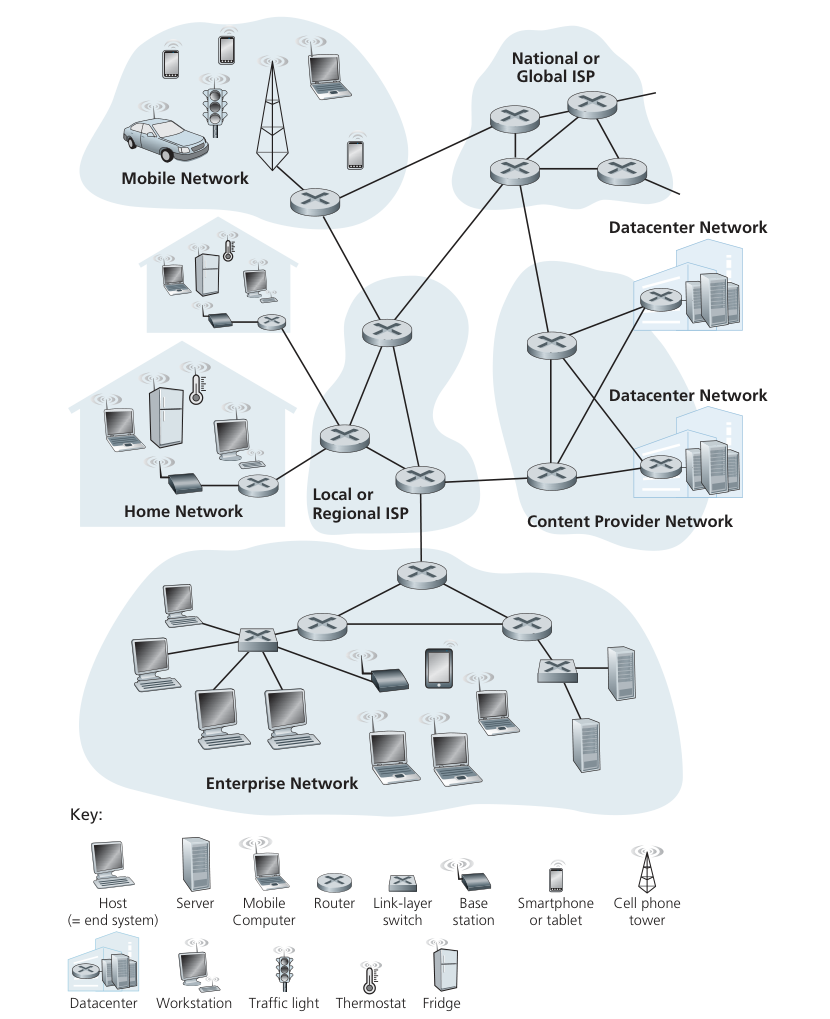 National or
Global ISP
Mobile Network
Datacenter Network
Datacenter Network
Local or
Regional ISP
Home Network
Content Provider Network
Enterprise Network
Key:
Host
(= end system)
Server
Mobile
Computer
Router
Link-layer
switch
Base
station
Smartphone
or tablet
Cell phone
tower
Datacenter
Workstation
Traffic light
Thermostat
Fridge